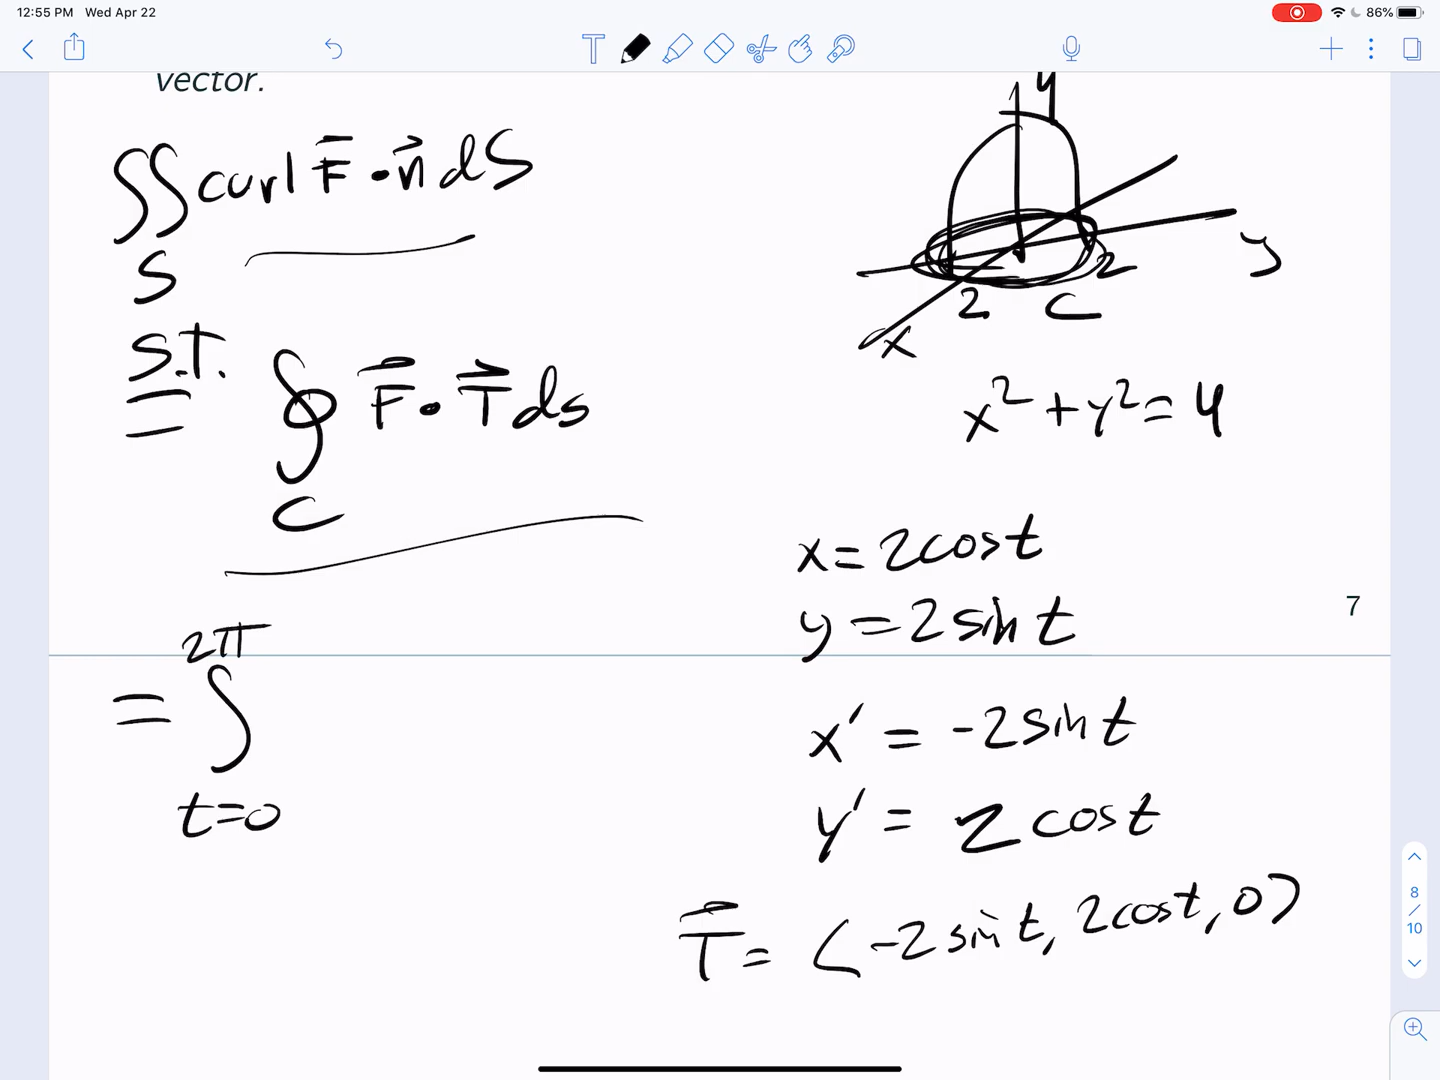 12:55 PM Wed Apr 22
86%
T
vector.
∬ curl F⃗ • n⃗ dS
S
S.T.
= ∮ F⃗ • T⃗ ds
C
4
y
2
2 C
x
x² + y² = 4
x = 2cost
y = 2sin t
7
2π
= ∫
t=0
x' = -2sin t
y' = 2cost
T⃗ = ⟨-2sin t, 2cost, 0⟩
8
/
10